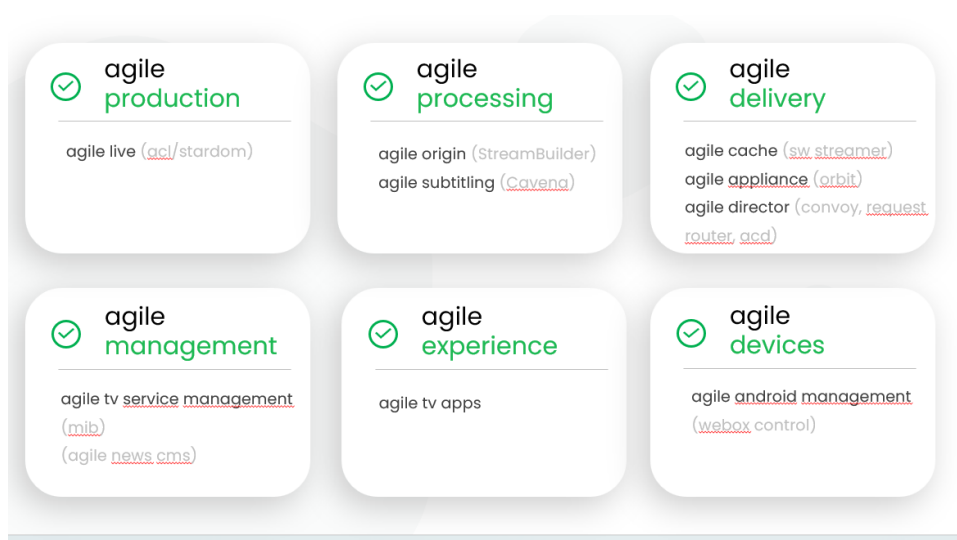 agile
production
agile live (acl/stardom)
agile
processing
agile origin (StreamBuilder)
agile subtitling (Cavena)
agile
delivery
agile cache (sw streamer)
agile appliance (orbit)
agile director (convoy, request
router, acd)
agile
management
agile tv service management
(mib)
(agile news cms)
agile
experience
agile tv apps
agile
devices
agile android management
(webox control)